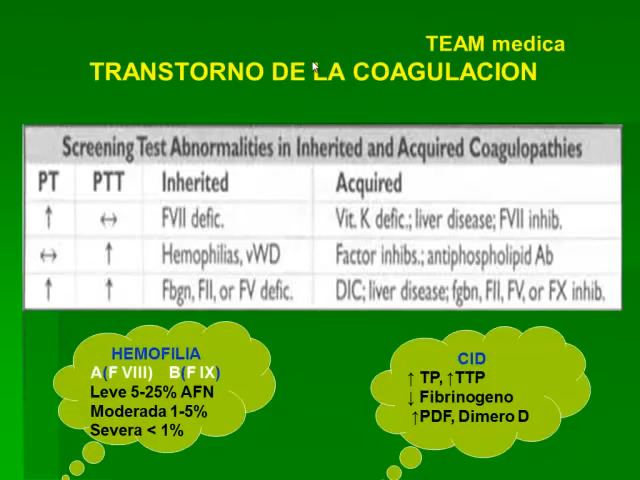 TEAM medica
TRANSTORNO DE LA COAGULACION
Screening Test Abnormalities in Inherited and Acquired Coagulopathies
PT PTT Inherited Acquired
↑ ↔ FVII defic. Vit. K defic.; liver disease; FVII inhib.
↔ ↑ Hemophilias, vWD Factor inhibs.; antiphospholipid Ab
↑ ↑ Fbgn, FII, or FV defic. DIC; liver disease; fgbn, FII, FV, or FX inhib.
HEMOFILIA
A(F VIII) B(F IX)
Leve 5-25% AFN
Moderada 1-5%
Severa < 1%
CID
↑ TP, ↑TTP
↓ Fibrinogeno
↑PDF, Dimero D